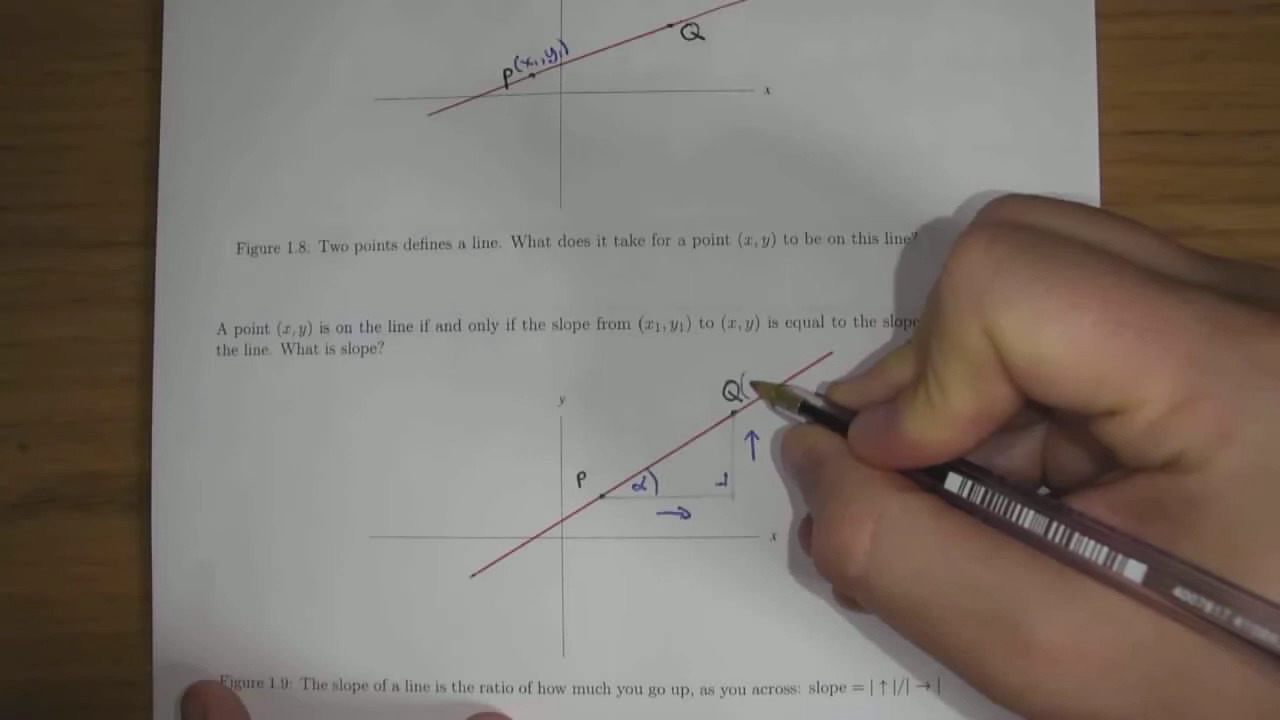 Q
P(x₁, y₁)
x
Figure 1.8: Two points defines a line. What does it take for a point (x, y) to be on this line?
A point (x, y) is on the line if and only if the slope from (x₁, y₁) to (x, y) is equal to the slope
the line. What is slope?
y
Q(
P
α
→
↑
x
Figure 1.9: The slope of a line is the ratio of how much you go up, as you across: slope = | ↑ |/| → |